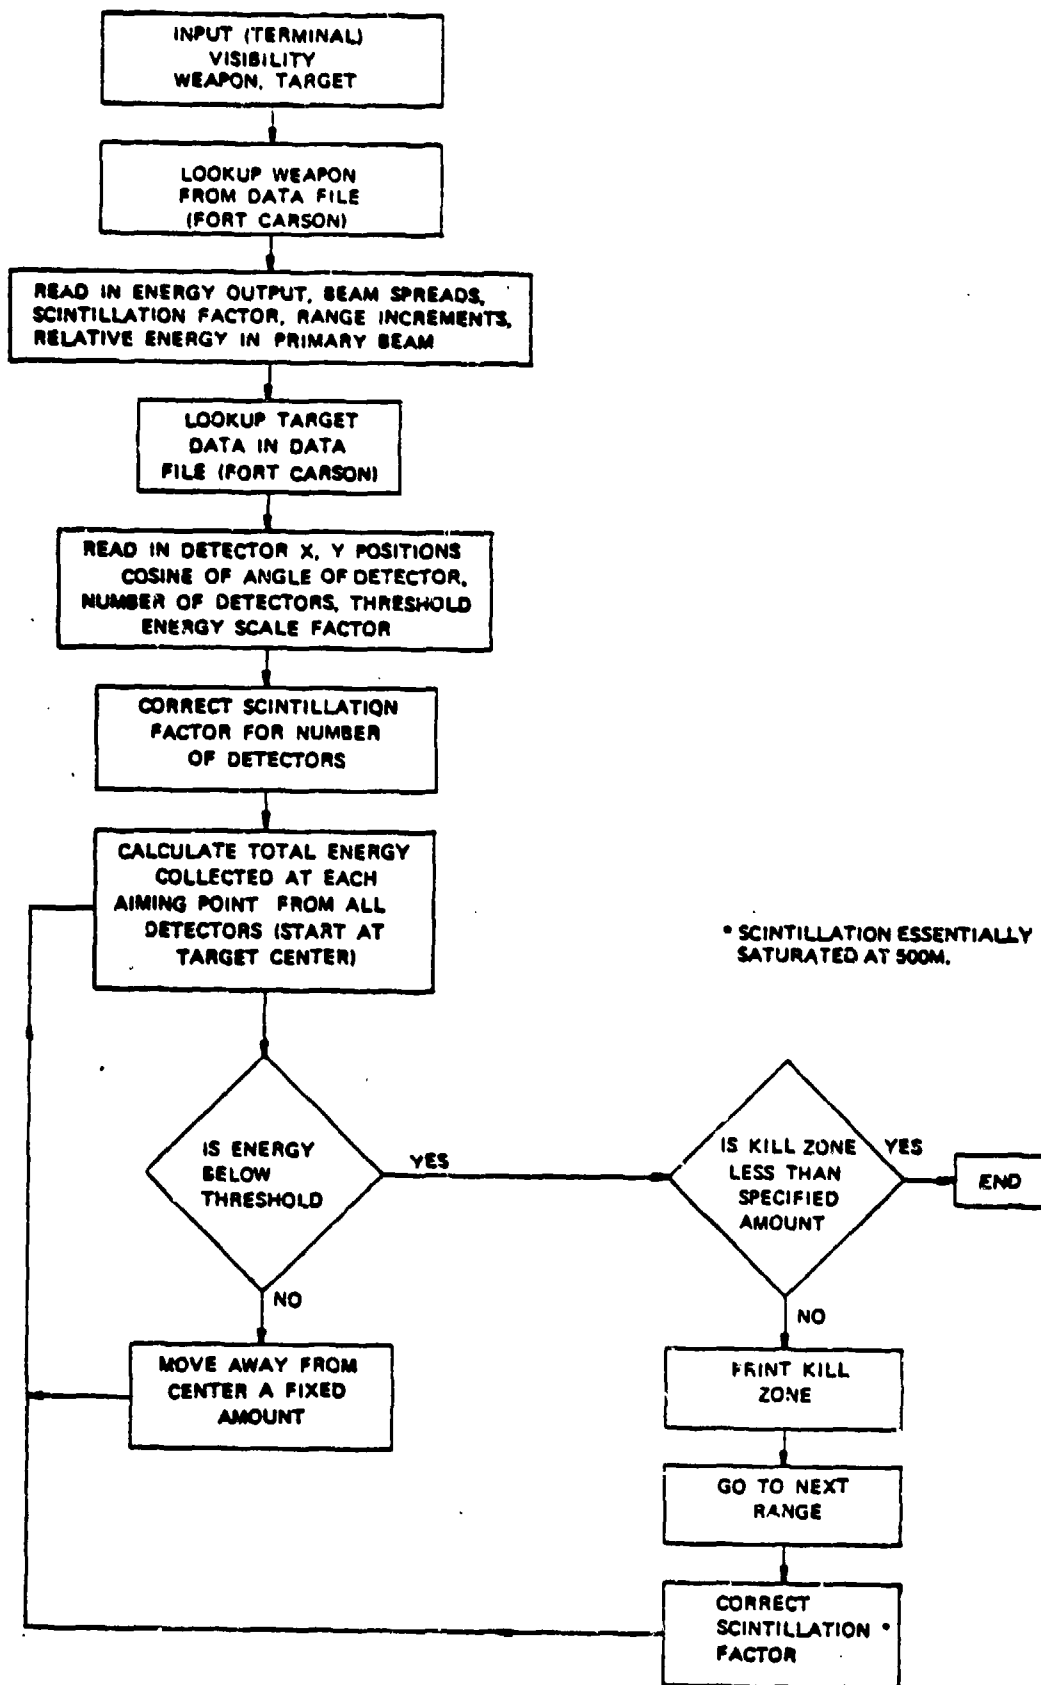 INPUT (TERMINAL)
VISIBILITY
WEAPON, TARGET
LOOKUP WEAPON
FROM DATA FILE
(FORT CARSON)
READ IN ENERGY OUTPUT, BEAM SPREADS,
SCINTILLATION FACTOR, RANGE INCREMENTS,
RELATIVE ENERGY IN PRIMARY BEAM
LOOKUP TARGET
DATA IN DATA
FILE (FORT CARSON)
READ IN DETECTOR X, Y POSITIONS
COSINE OF ANGLE OF DETECTOR,
NUMBER OF DETECTORS, THRESHOLD
ENERGY SCALE FACTOR
CORRECT SCINTILLATION
FACTOR FOR NUMBER
OF DETECTORS
CALCULATE TOTAL ENERGY
COLLECTED AT EACH
AIMING POINT FROM ALL
DETECTORS (START AT
TARGET CENTER)
* SCINTILLATION ESSENTIALLY
SATURATED AT 500M.
IS ENERGY
BELOW
THRESHOLD
YES
NO
IS KILL ZONE
LESS THAN
SPECIFIED
AMOUNT
YES
END
NO
MOVE AWAY FROM
CENTER A FIXED
AMOUNT
PRINT KILL
ZONE
GO TO NEXT
RANGE
CORRECT
SCINTILLATION *
FACTOR